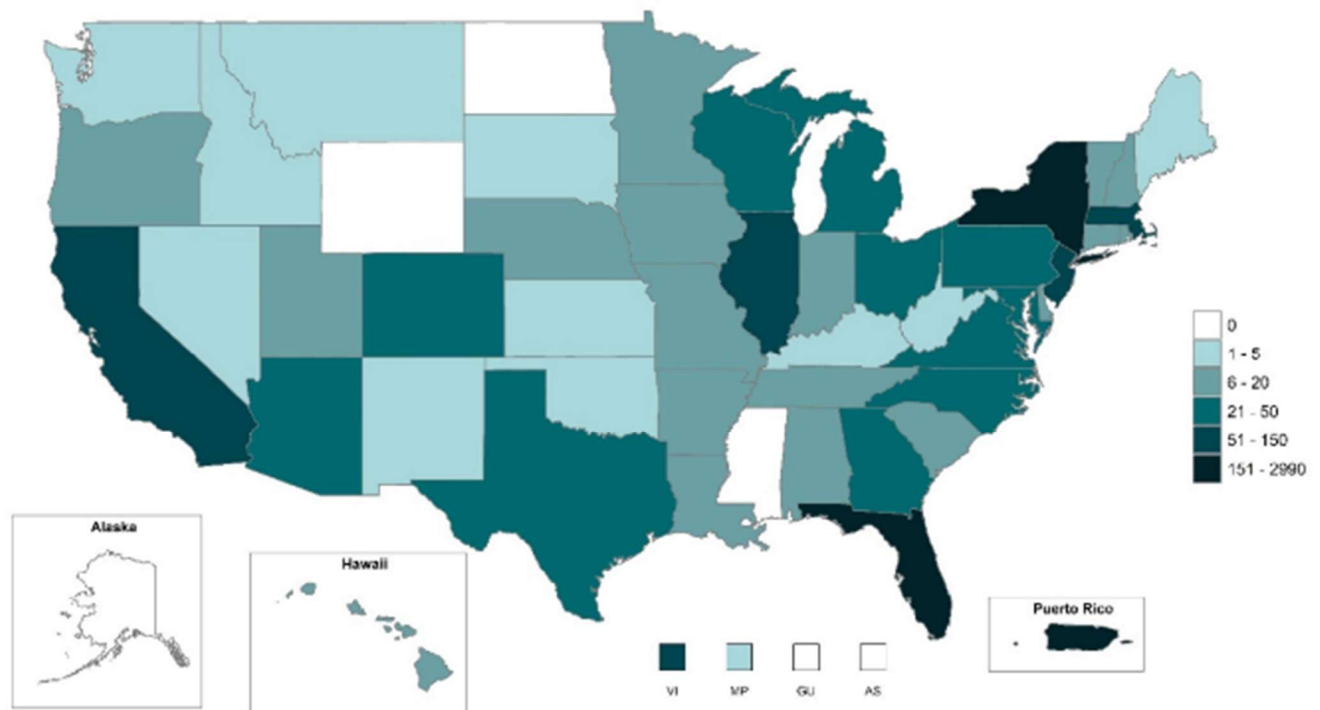 0
1 - 5
6 - 20
21 - 50
51 - 150
151 - 2990
Alaska
Hawaii
Puerto Rico
VI
MP
GU
AS